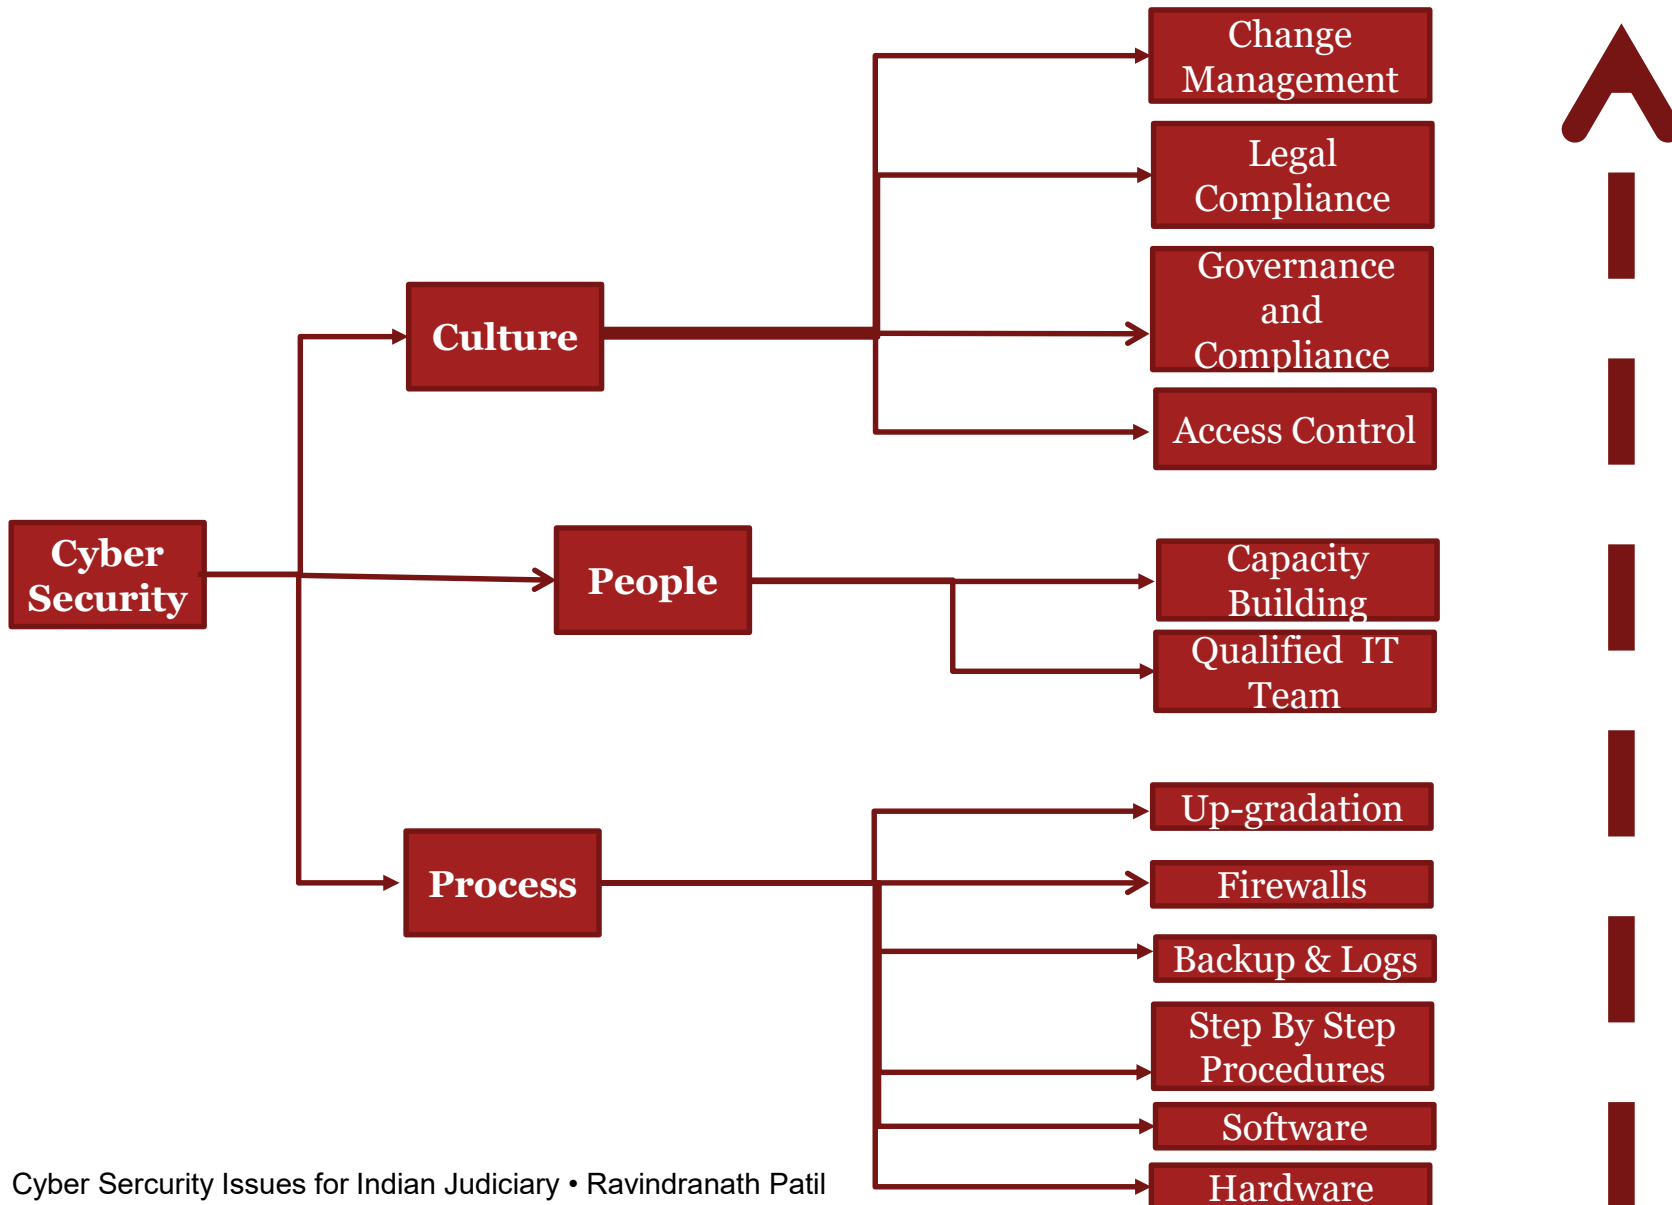 Change
Management
Legal
Compliance
Governance
and
Compliance
Culture
Access Control
Cyber
Security
People
Capacity
Building
Qualified IT
Team
Up-gradation
Process
Firewalls
Backup & Logs
Step By Step
Procedures
Software
Hardware
Cyber Sercurity Issues for Indian Judiciary • Ravindranath Patil